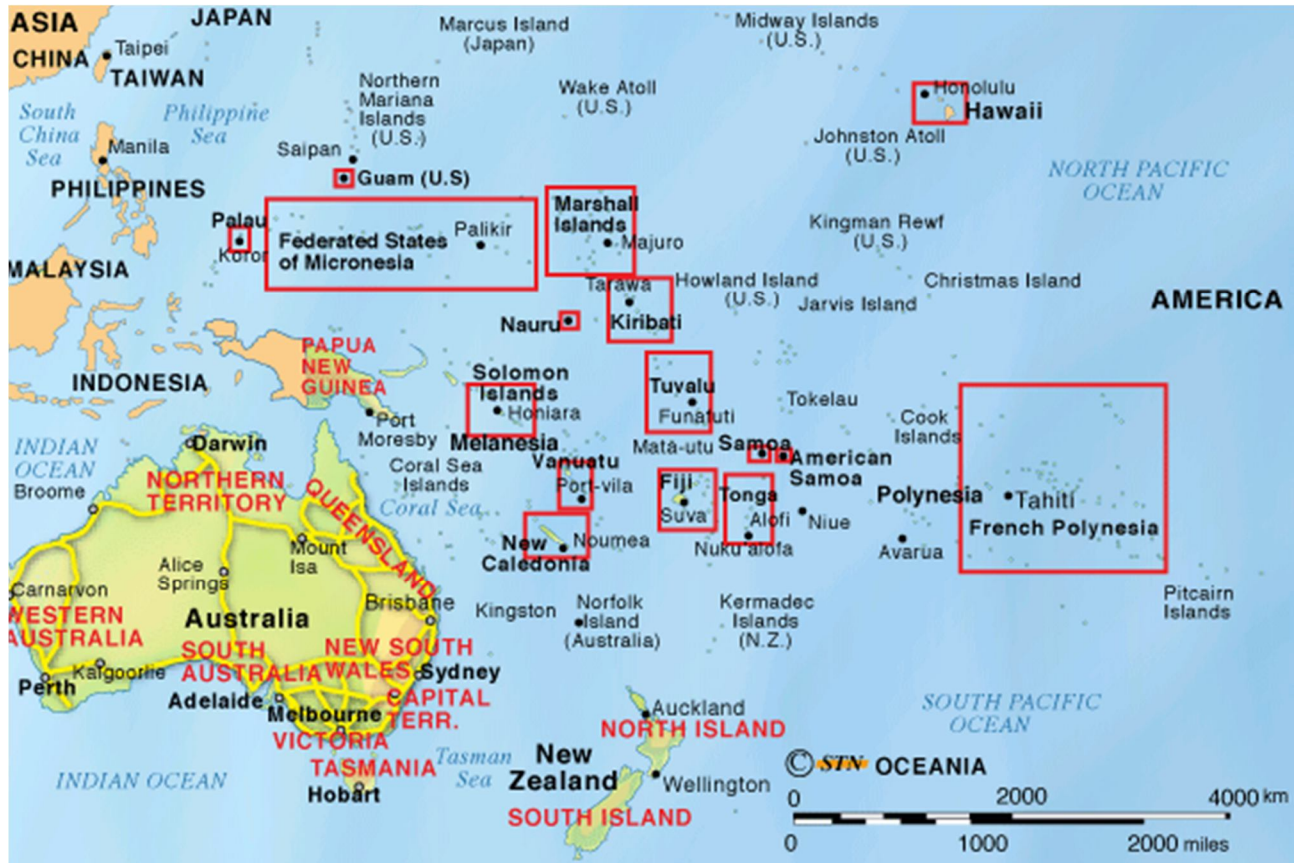 ASIA
JAPAN
Marcus Island
(Japan)
Midway Islands
(U.S.)
CHINA
Taipei
TAIWAN
Northern
Mariana
Islands
(U.S.)
Wake Atoll
(U.S.)
Honolulu
Hawaii
South
China
Sea
Philippine
Sea
Johnston Atoll
(U.S.)
Manila
Saipan
NORTH PACIFIC
OCEAN
PHILIPPINES
Guam (U.S)
Palau
Koror
Federated States
of Micronesia
Palikir
Marshall
Islands
Majuro
Kingman Rewf
(U.S.)
MALAYSIA
Tarawa
Howland Island
(U.S.)
Jarvis Island
Christmas Island
AMERICA
Nauru
Kiribati
PAPUA
NEW
GUINEA
INDONESIA
Solomon
Islands
Honiara
Melanesia
Tuvalu
Funafuti
Tokelau
Cook
Islands
Port
Moresby
INDIAN
OCEAN
Darwin
Mata-utu
Samoa
American
Samoa
Broome
NORTHERN
TERRITORY
QUEENSLAND
Coral Sea
Islands
Coral Sea
Vanuatu
Port-vila
Fiji
Suva
Tonga
Alofi
Niue
Nuku'alofa
Polynesia
Tahiti
French Polynesia
Avarua
Mount
Isa
New
Caledonia
Noumea
Alice
Springs
Carnarvon
WESTERN
AUSTRALIA
Australia
Brisbane
Kingston
Norfolk
Island
(Australia)
Kermadec
Islands
(N.Z.)
Pitcairn
Islands
SOUTH
AUSTRALIA
NEW SOUTH
WALES
Sydney
Kalgoorlie
Perth
Adelaide
Melbourne
CAPITAL
TERR.
VICTORIA
TASMANIA
Hobart
Tasman
Sea
Auckland
NORTH ISLAND
New
Zealand
Wellington
SOUTH ISLAND
SOUTH PACIFIC
OCEAN
INDIAN OCEAN
© STN OCEANIA
0 2000 4000 km
0 1000 2000 miles